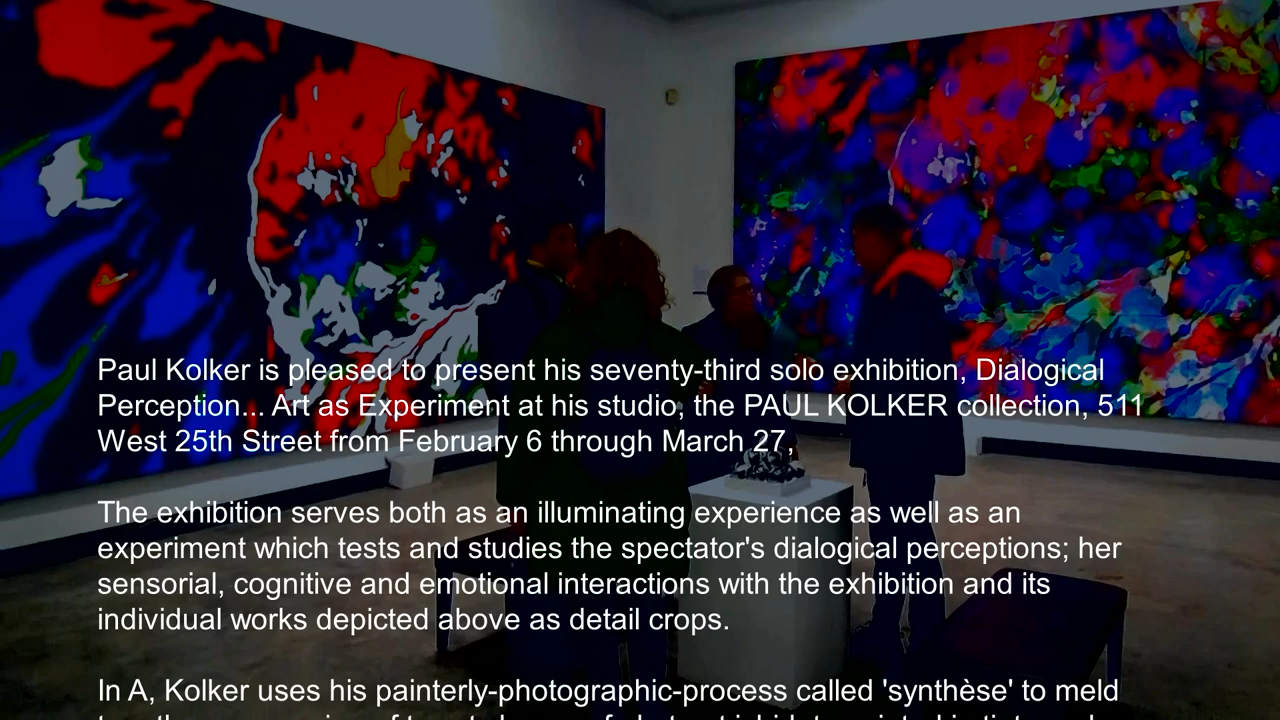 Paul Kolker is pleased to present his seventy-third solo exhibition, Dialogical
Perception... Art as Experiment at his studio, the PAUL KOLKER collection, 511
West 25th Street from February 6 through March 27,
The exhibition serves both as an illuminating experience as well as an
experiment which tests and studies the spectator's dialogical perceptions; her
sensorial, cognitive and emotional interactions with the exhibition and its
individual works depicted above as detail crops.
In A, Kolker uses his painterly-photographic-process called 'synthèse' to meld